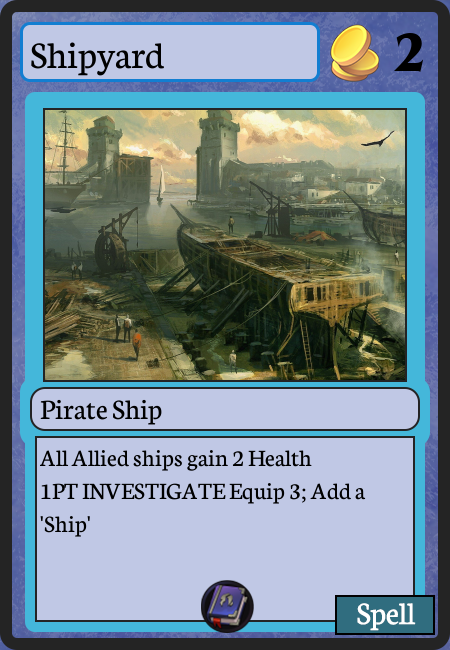 Shipyard
2
Pirate Ship
All Allied ships gain 2 Health
1PT INVESTIGATE Equip 3; Add a
'Ship'
Spell